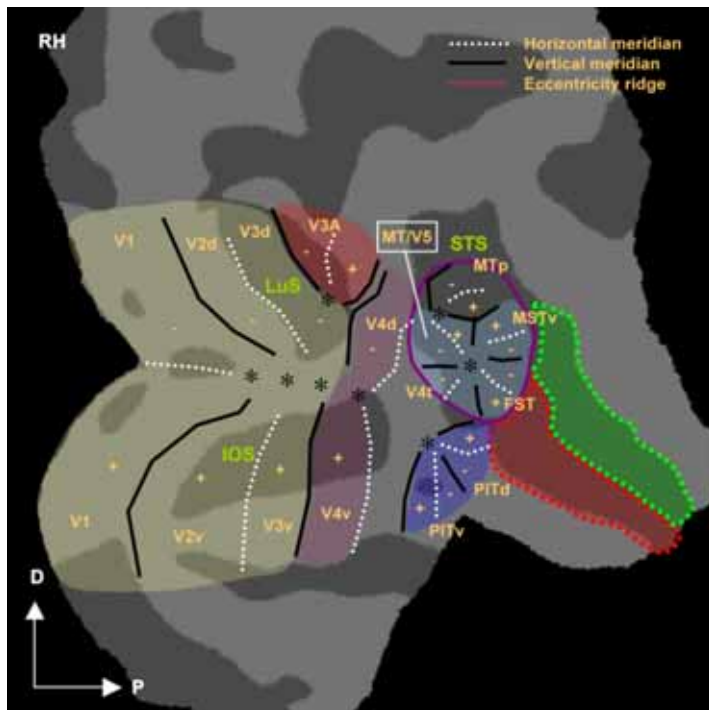 RH
Horizontal meridian
Vertical meridian
Eccentricity ridge
V1
V2d
V3d
V3A
MT/V5
STS
MTp
LuS
MSTv
V4d
V4t
FST
IOS
V1
V2v
V3v
V4v
PITd
PITv
D
P